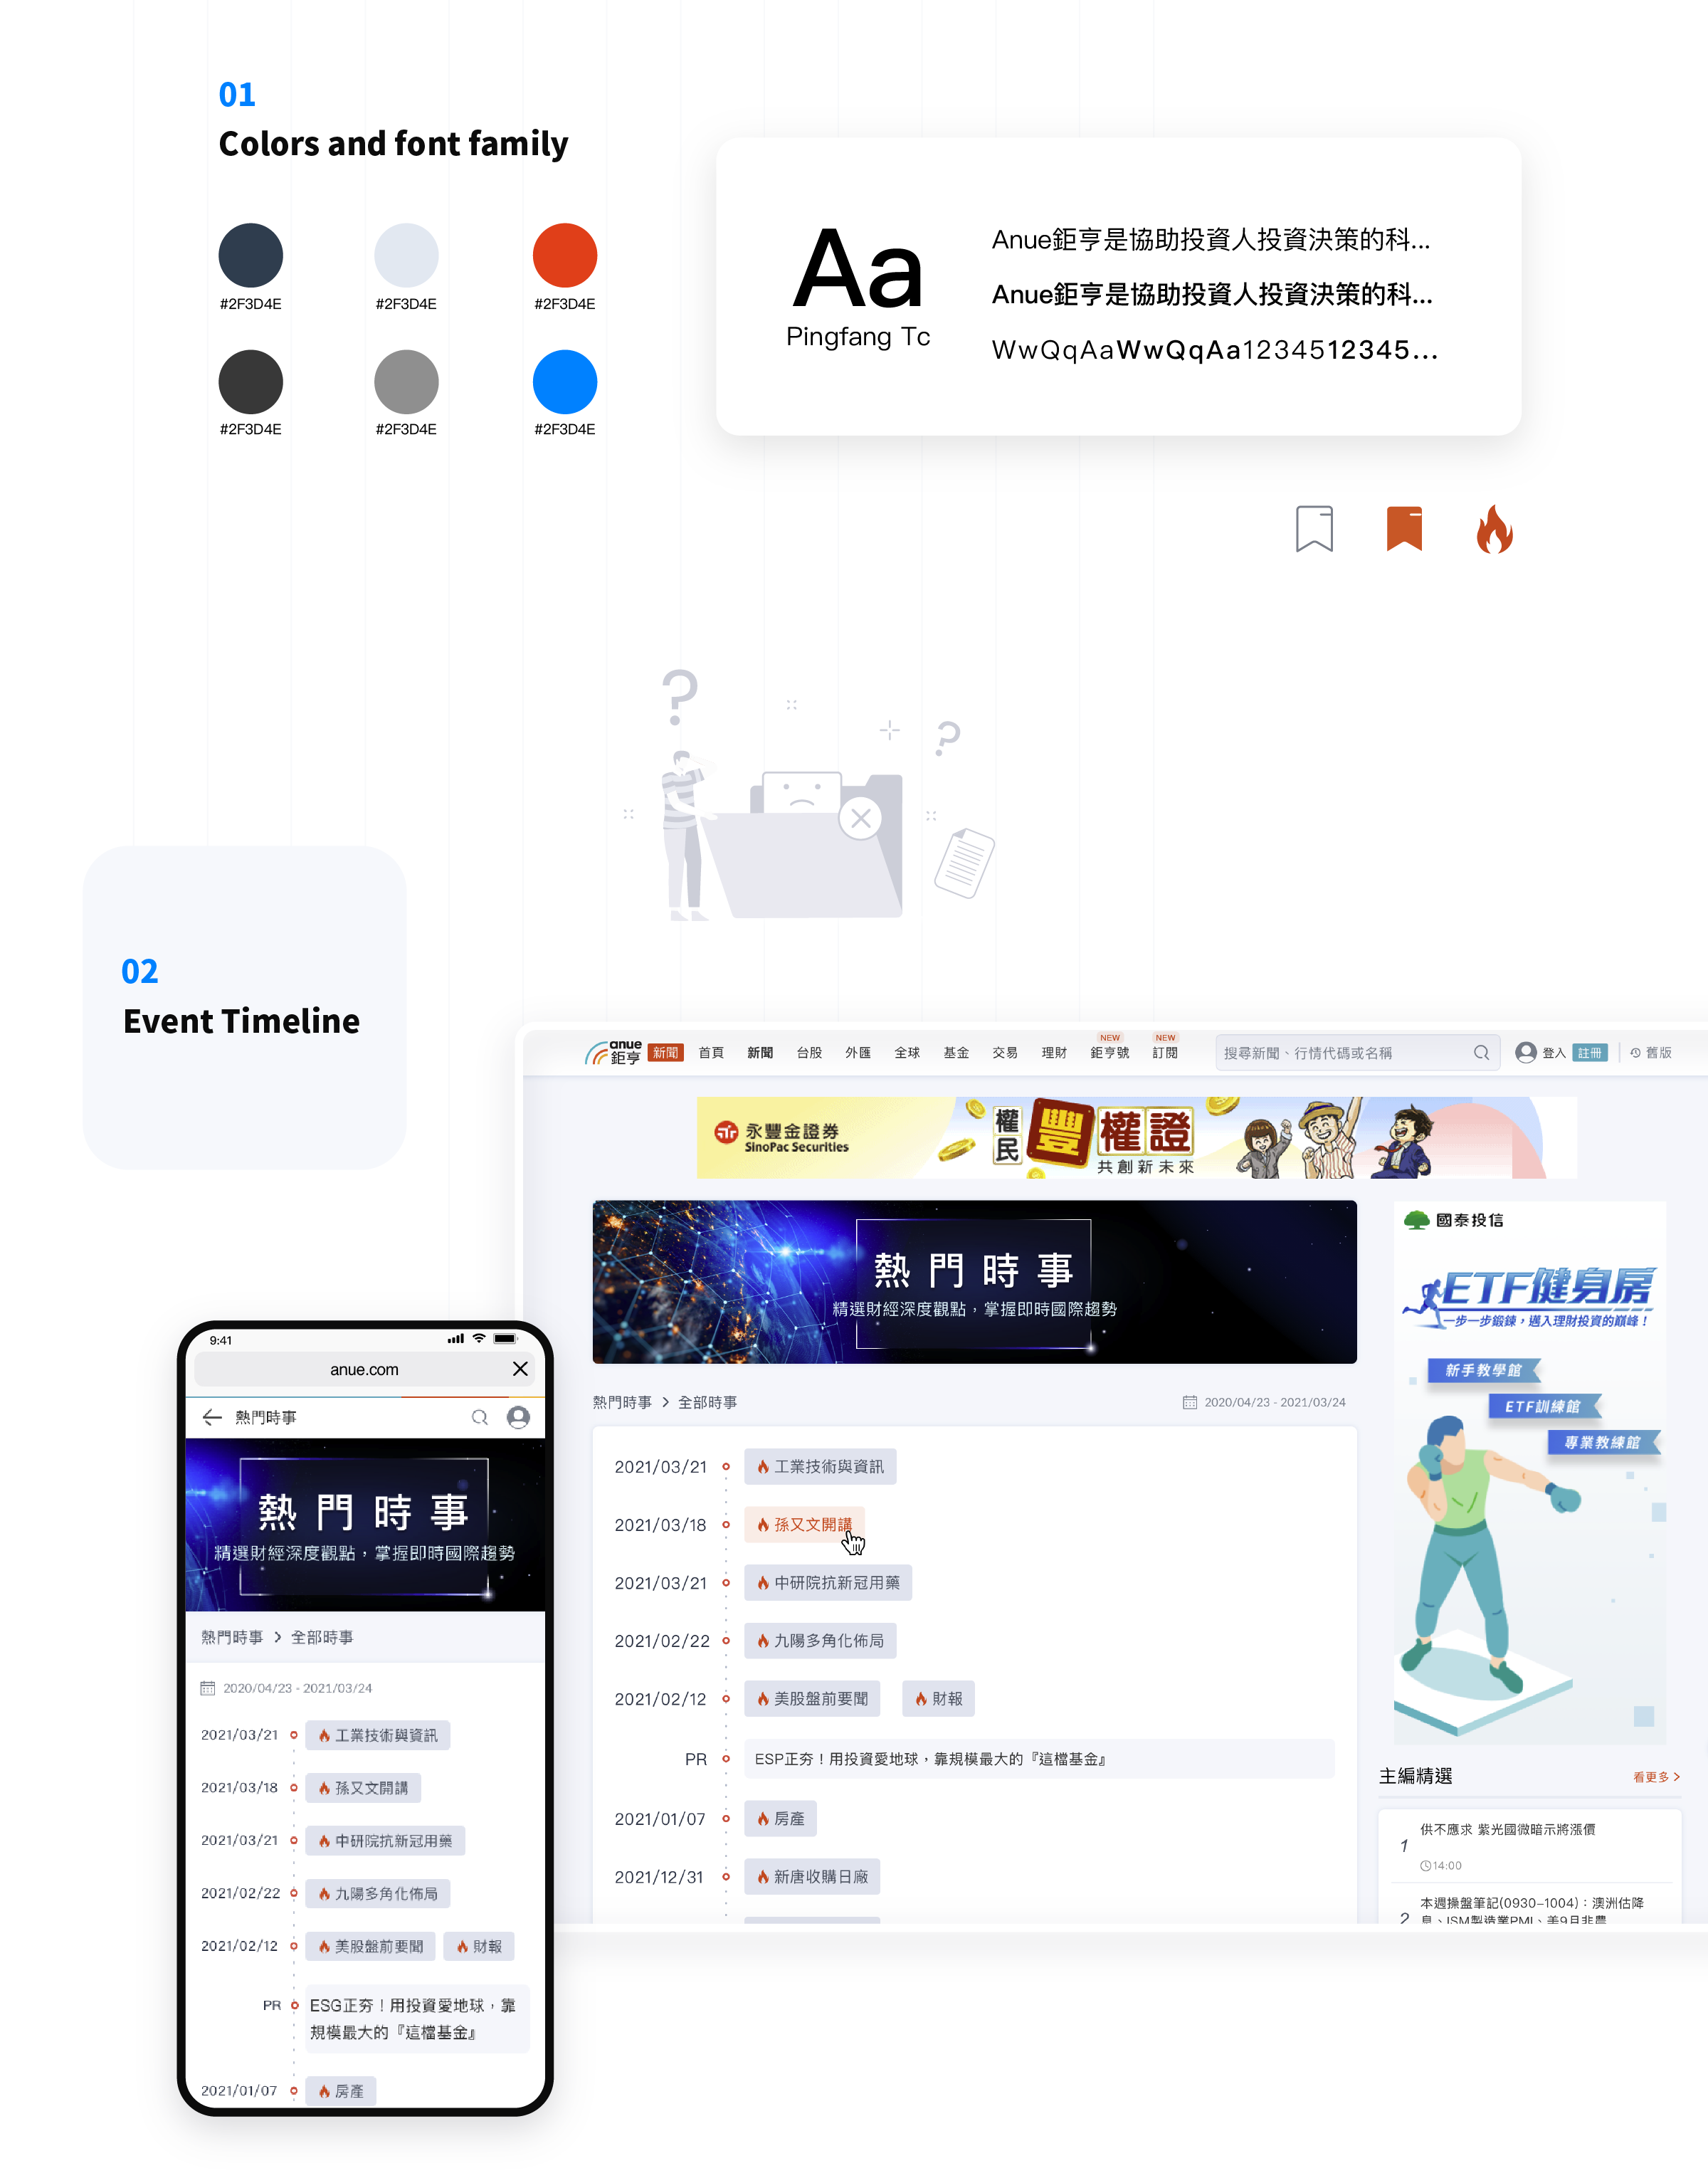 01
Colors and font family
#2F3D4E
#2F3D4E
#2F3D4E
#2F3D4E
#2F3D4E
#2F3D4E
Aa
Pingfang Tc
Anue鉅亨是協助投資人投資決策的科...
Anue鉅亨是協助投資人投資決策的科...
WwQqAaWwQqAa1234512345...
?
?
02
Event Timeline
anue
鉅亨
新聞
首頁
新聞
台股
外匯
全球
基金
交易
理財
NEW
鉅亨號
NEW
訂閱
搜尋新聞、行情代碼或名稱
登入
註冊
舊版
永豐金證券
SinoPac Securities
權民
豐
權證
共創新未來
熱門時事
精選財經深度觀點，掌握即時國際趨勢
熱門時事 > 全部時事
2020/04/23 - 2021/03/24
2021/03/21
工業技術與資訊
2021/03/18
孫又文開講
2021/03/21
中研院抗新冠用藥
2021/02/22
九陽多角化佈局
2021/02/12
美股盤前要聞
財報
PR
ESP正夯！用投資愛地球，靠規模最大的『這檔基金』
2021/01/07
房產
2021/12/31
新唐收購日廠
國泰投信
ETF健身房
一步一步鍛鍊，邁入理財投資的巔峰！
新手教學館
ETF訓練館
專業教練館
主編精選
看更多 >
1
供不應求 紫光國微暗示將漲價
14:00
2
本週操盤筆記(0930-1004)：澳洲估降
息、ISM製造業PMI、美9月非農
9:41
anue.com
熱門時事
熱門時事
精選財經深度觀點，掌握即時國際趨勢
熱門時事 > 全部時事
2020/04/23 - 2021/03/24
2021/03/21
工業技術與資訊
2021/03/18
孫又文開講
2021/03/21
中研院抗新冠用藥
2021/02/22
九陽多角化佈局
2021/02/12
美股盤前要聞
財報
PR
ESG正夯！用投資愛地球，靠
規模最大的『這檔基金』
2021/01/07
房產